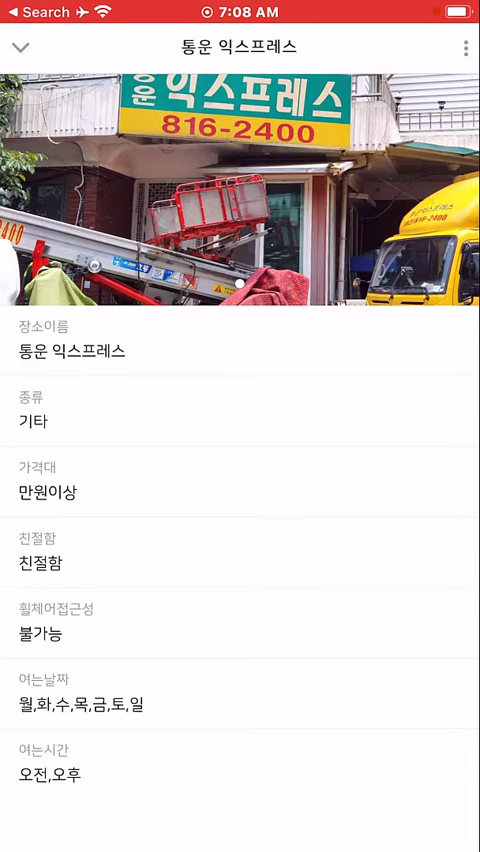 Search
7:08 AM
통운 익스프레스
통운 익스프레스
816-2400
장소이름
통운 익스프레스
종류
기타
가격대
만원이상
친절함
친절함
휠체어접근성
불가능
여는날짜
월,화,수,목,금,토,일
여는시간
오전,오후